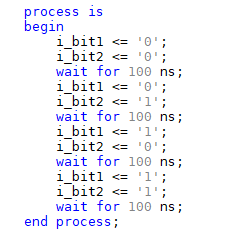 process is
begin
    i_bit1 <= '0';
    i_bit2 <= '0';
    wait for 100 ns;
    i_bit1 <= '0';
    i_bit2 <= '1';
    wait for 100 ns;
    i_bit1 <= '1';
    i_bit2 <= '0';
    wait for 100 ns;
    i_bit1 <= '1';
    i_bit2 <= '1';
    wait for 100 ns;
end process;